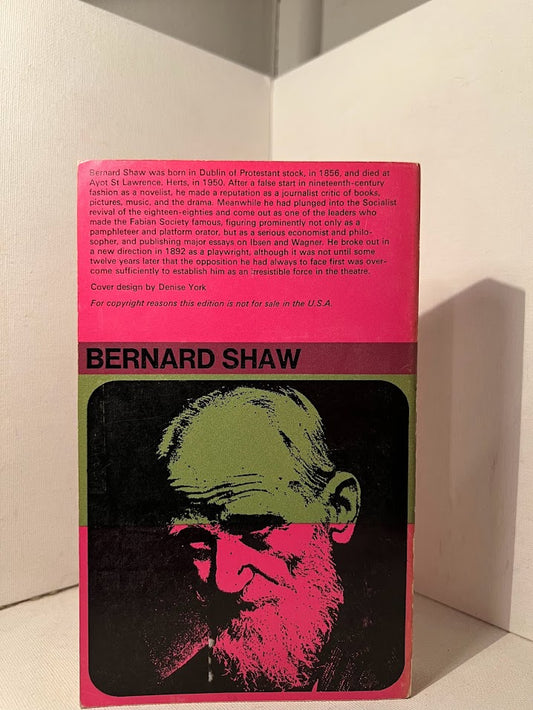 Bernard Shaw was born in Dublin of Protestant stock, in 1856, and died at
Ayot St Lawrence, Herts, in 1950. After a false start in nineteenth-century
fashion as a novelist, he made a reputation as a journalist critic of books,
pictures, music, and the drama. Meanwhile he had plunged into the Socialist
revival of the eighteen-eighties and come out as one of the leaders who
made the Fabian Society famous, figuring prominently not only as a
pamphleteer and platform orator, but as a serious economist and philo-
sopher, and publishing major essays on Ibsen and Wagner. He broke out in
a new direction in 1892 as a playwright, although it was not until some
twelve years later that the opposition he had always to face first was over-
come sufficiently to establish him as an irresistible force in the theatre.
Cover design by Denise York
For copyright reasons this edition is not for sale in the U.S.A.
BERNARD SHAW